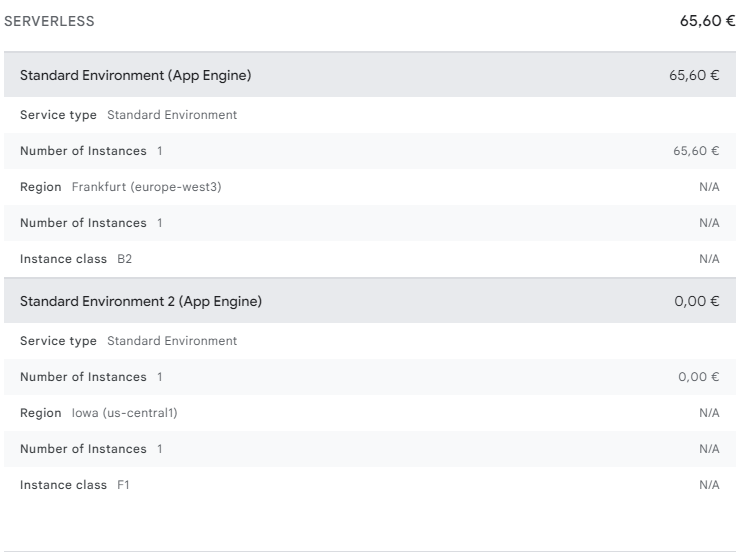 SERVERLESS 65,60 €
Standard Environment (App Engine) 65,60 €
Service type Standard Environment
Number of Instances 1 65,60 €
Region Frankfurt (europe-west3) N/A
Number of Instances 1 N/A
Instance class B2 N/A
Standard Environment 2 (App Engine) 0,00 €
Service type Standard Environment
Number of Instances 1 0,00 €
Region Iowa (us-central1) N/A
Number of Instances 1 N/A
Instance class F1 N/A